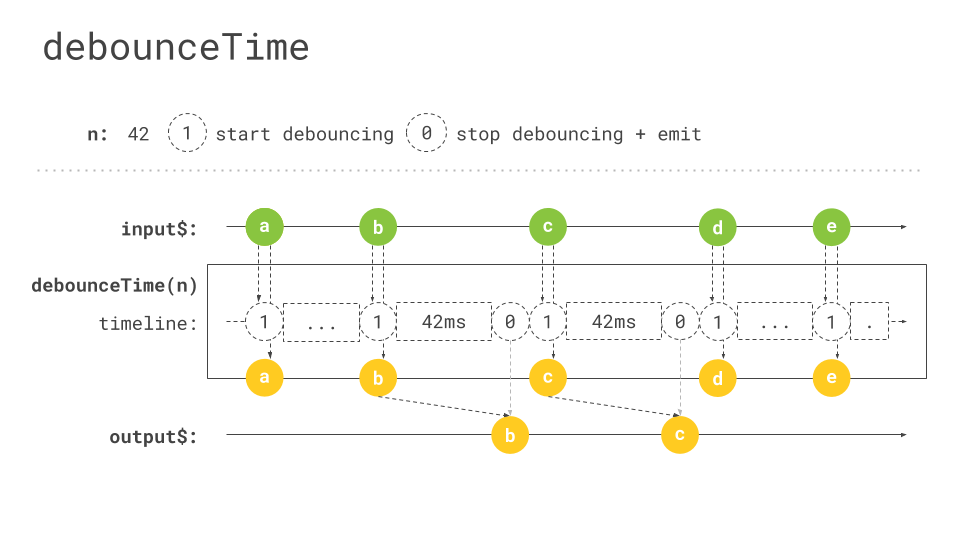 debounceTime
n: 42 1 start debouncing 0 stop debouncing + emit
input$: a b c d e
debounceTime(n)
timeline: 1 ... 1 42ms 0 1 42ms 0 1 ... 1 .
a b c d e
output$: b c